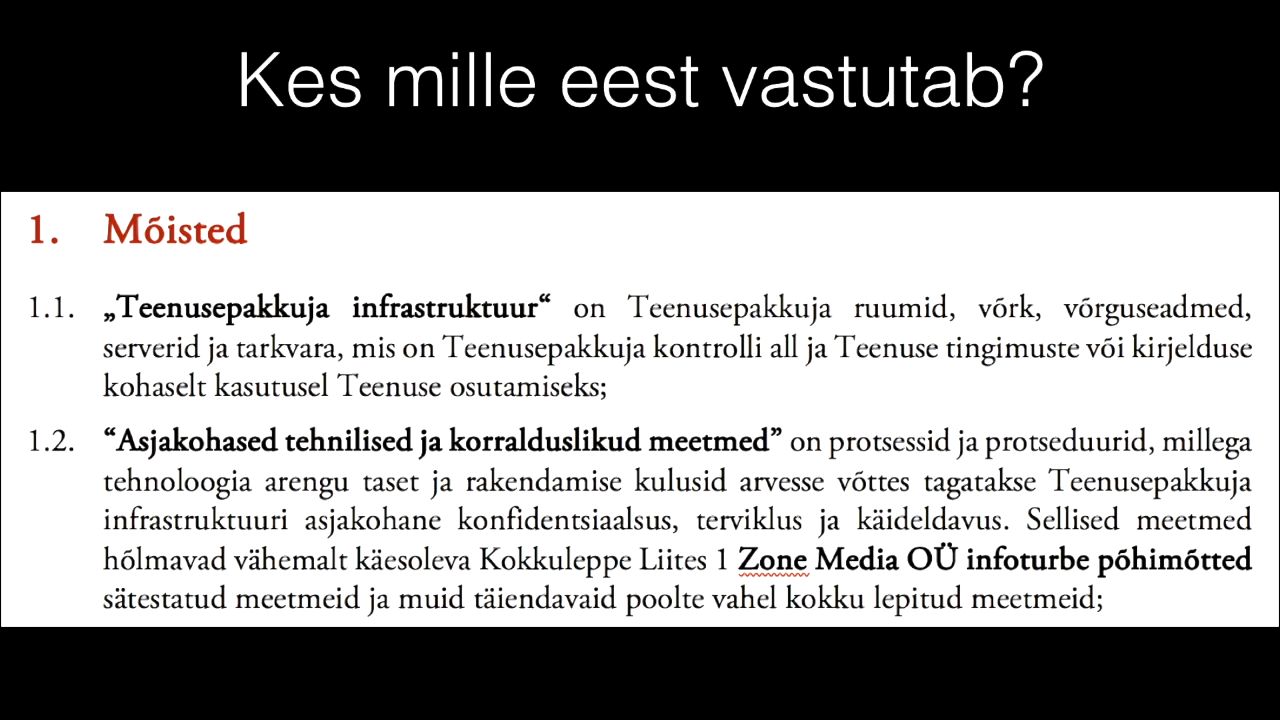 Kes mille eest vastutab?
1. Mõisted
1.1. „Teenusepakkuja infrastruktuur“ on Teenusepakkuja ruumid, võrk, võrguseadmed,
serverid ja tarkvara, mis on Teenusepakkuja kontrolli all ja Teenuse tingimuste või kirjelduse
kohaselt kasutusel Teenuse osutamiseks;
1.2. “Asjakohased tehnilised ja korralduslikud meetmed” on protsessid ja protseduurid, millega
tehnoloogia arengu taset ja rakendamise kulusid arvesse võttes tagatakse Teenusepakkuja
infrastruktuuri asjakohane konfidentsiaalsus, terviklus ja käideldavus. Sellised meetmed
hõlmavad vähemalt käesoleva Kokkuleppe Liites 1 Zone Media OÜ infoturbe põhimõtted
sätestatud meetmeid ja muid täiendavaid poolte vahel kokku lepitud meetmeid;